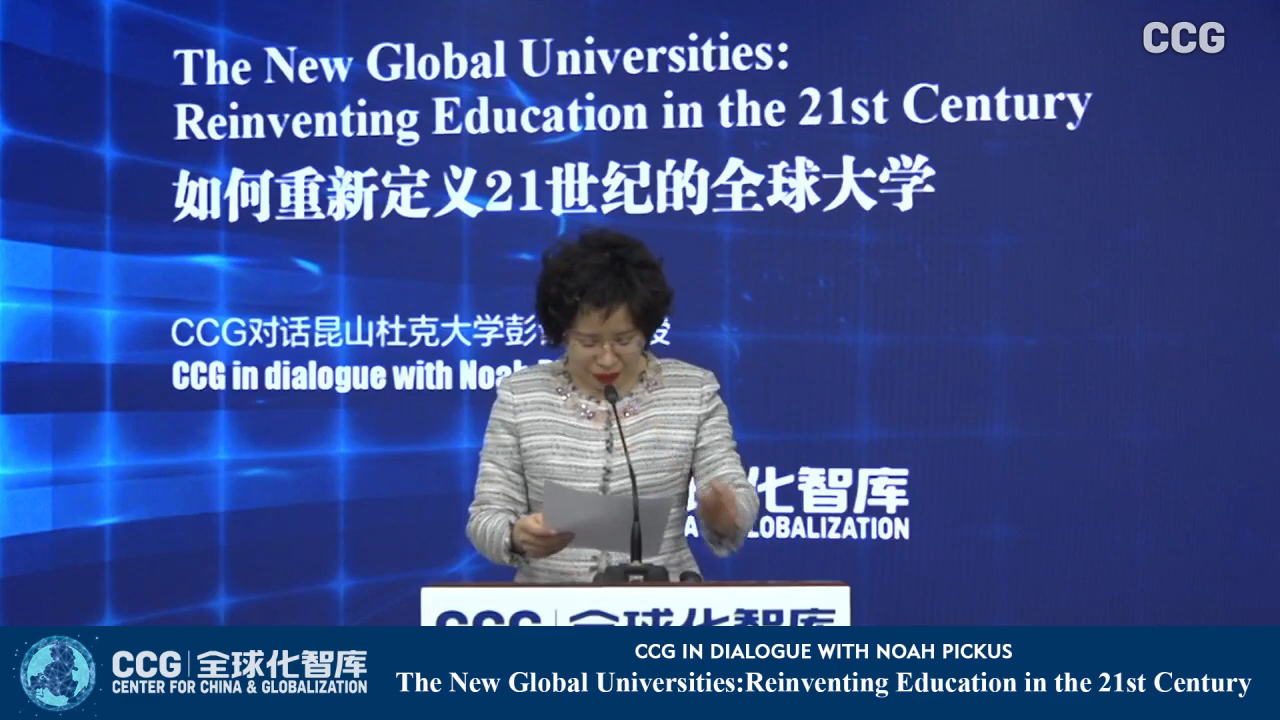 CCG
The New Global Universities:
Reinventing Education in the 21st Century
如何重新定义21世纪的全球大学
CCG对话昆山杜克大学彭
CCG in dialogue with Noah
化智库
GLOBALIZATION
CCG 全球化智库
CCG 全球化智库
CENTER FOR CHINA & GLOBALIZATION
CCG IN DIALOGUE WITH NOAH PICKUS
The New Global Universities:Reinventing Education in the 21st Century